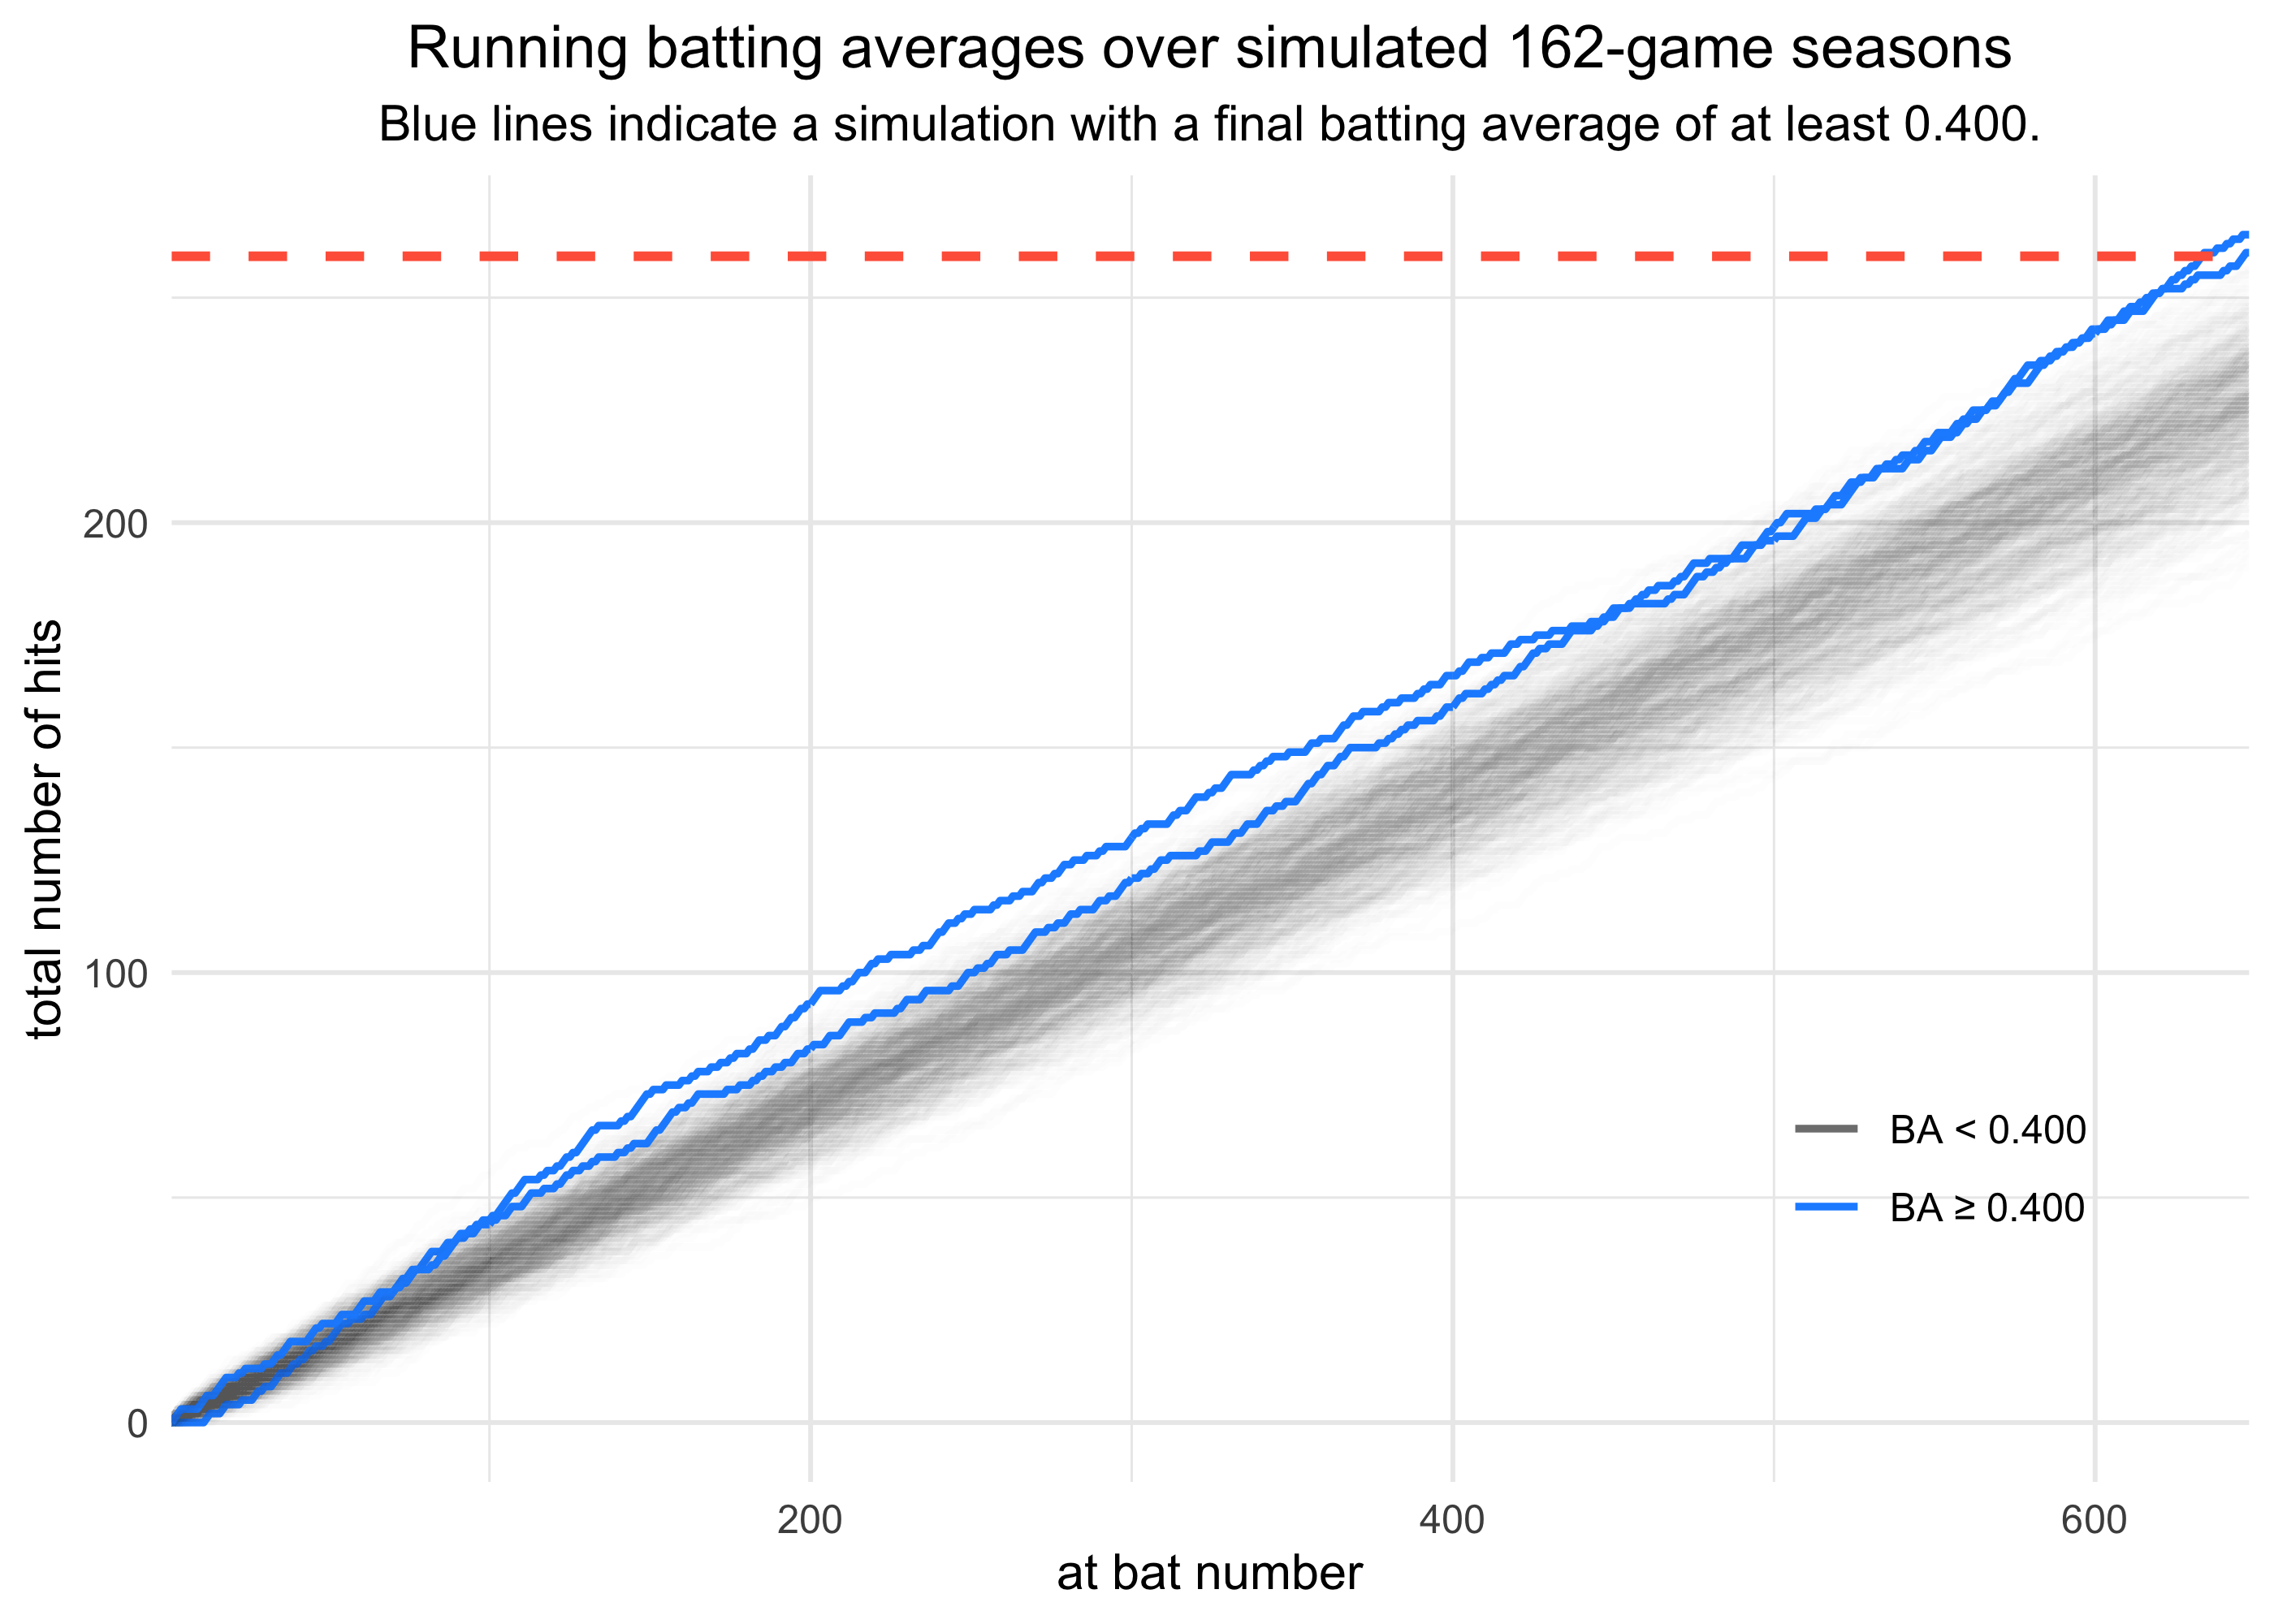 Running batting averages over simulated 162-game seasons
Blue lines indicate a simulation with a final batting average of at least 0.400.
total number of hits
200
100
0
BA < 0.400
BA ≥ 0.400
200
400
600
at bat number